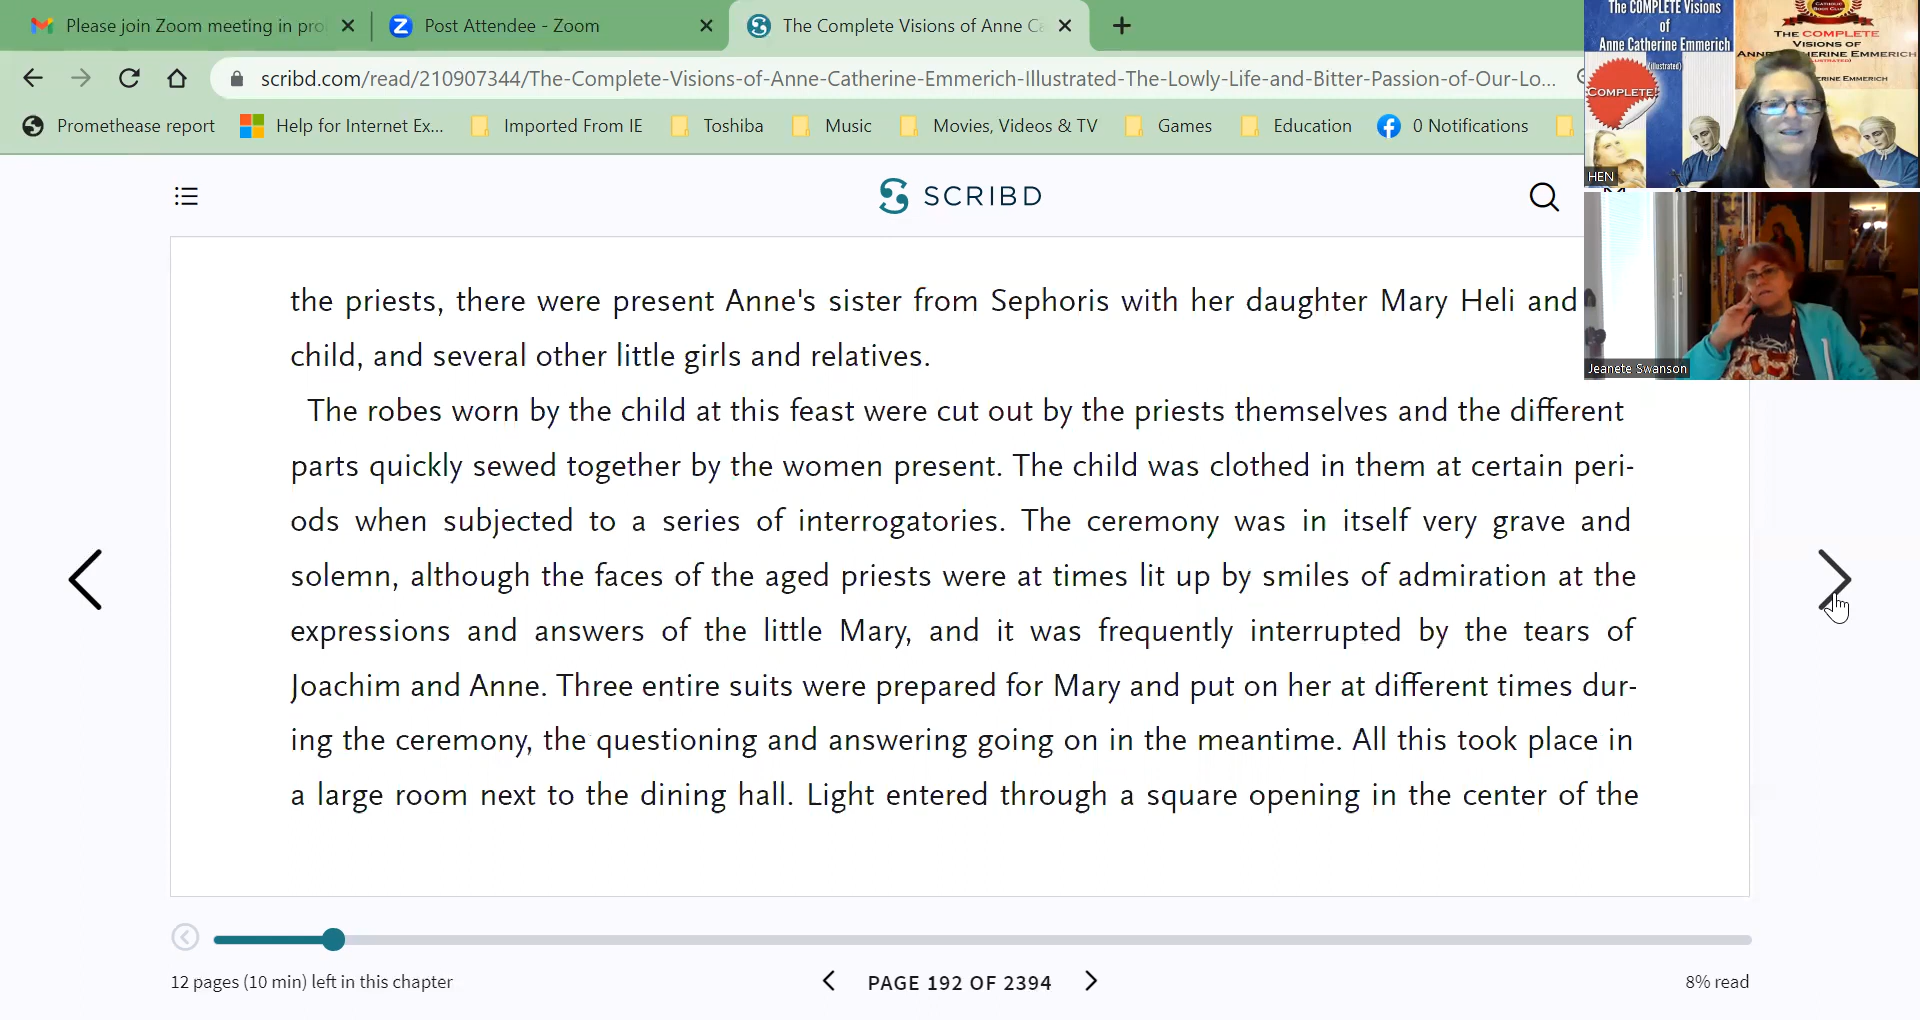 Please join Zoom meeting in pro
Post Attendee - Zoom
The Complete Visions of Anne Ca
scribd.com/read/210907344/The-Complete-Visions-of-Anne-Catherine-Emmerich-Illustrated-The-Lowly-Life-and-Bitter-Passion-of-Our-Lo...
Promethease report
Help for Internet Ex...
Imported From IE
Toshiba
Music
Movies, Videos & TV
Games
Education
0 Notifications
The COMPLETE Visions
of
Anne Catherine Emmerich
(Illustrated)
COMPLETE!
CATHOLIC
BOOK CLUB
THE COMPLETE
VISIONS OF
ANNE CATHERINE EMMERICH
HEN
Jeanete Swanson
SCRIBD
the priests, there were present Anne's sister from Sephoris with her daughter Mary Heli and
child, and several other little girls and relatives.
The robes worn by the child at this feast were cut out by the priests themselves and the different
parts quickly sewed together by the women present. The child was clothed in them at certain peri-
ods when subjected to a series of interrogatories. The ceremony was in itself very grave and
solemn, although the faces of the aged priests were at times lit up by smiles of admiration at the
expressions and answers of the little Mary, and it was frequently interrupted by the tears of
Joachim and Anne. Three entire suits were prepared for Mary and put on her at different times dur-
ing the ceremony, the questioning and answering going on in the meantime. All this took place in
a large room next to the dining hall. Light entered through a square opening in the center of the
12 pages (10 min) left in this chapter
PAGE 192 OF 2394
8% read